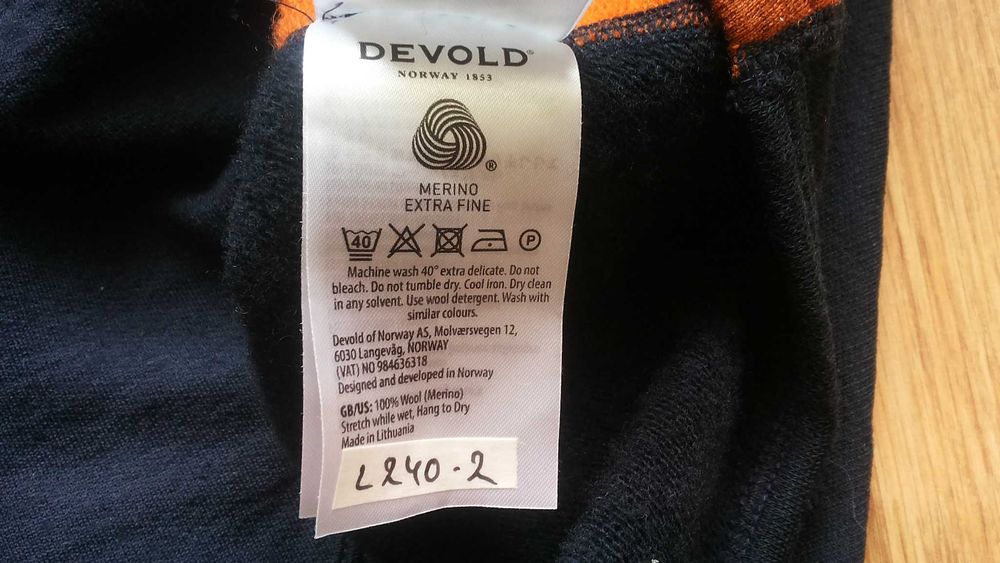 DEVOLD®
NORWAY 1853
®
MERINO
EXTRA FINE
40 P
Machine wash 40° extra delicate. Do not
bleach. Do not tumble dry. Cool iron. Dry clean
in any solvent. Use wool detergent. Wash with
similar colours.
Devold of Norway AS, Molværsvegen 12,
6030 Langevåg, NORWAY
(VAT) NO 984636318
Designed and developed in Norway
GB/US: 100% Wool (Merino)
Stretch while wet, Hang to Dry
Made in Lithuania
L240-2